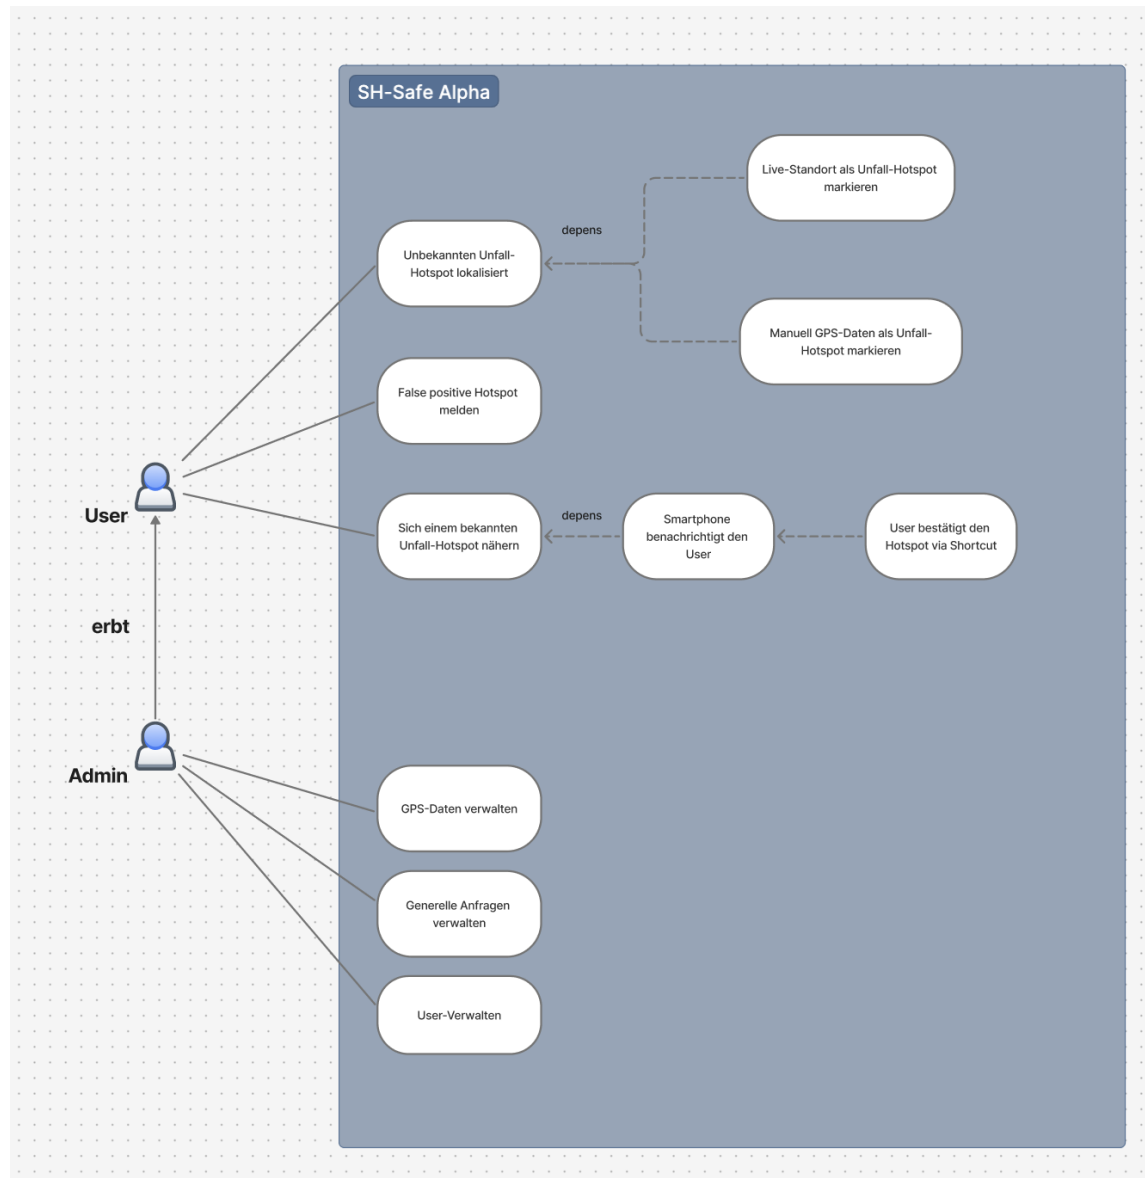 SH-Safe Alpha
Live-Standort als Unfall-Hotspot
markieren
depens
Unbekannten Unfall-
Hotspot lokalisiert
Manuell GPS-Daten als Unfall-
Hotspot markieren
False positive Hotspot
melden
User
Sich einem bekannten
Unfall-Hotspot nähern
depens
Smartphone
benachrichtigt den
User
User bestätigt den
Hotspot via Shortcut
erbt
Admin
GPS-Daten verwalten
Generelle Anfragen
verwalten
User-Verwalten